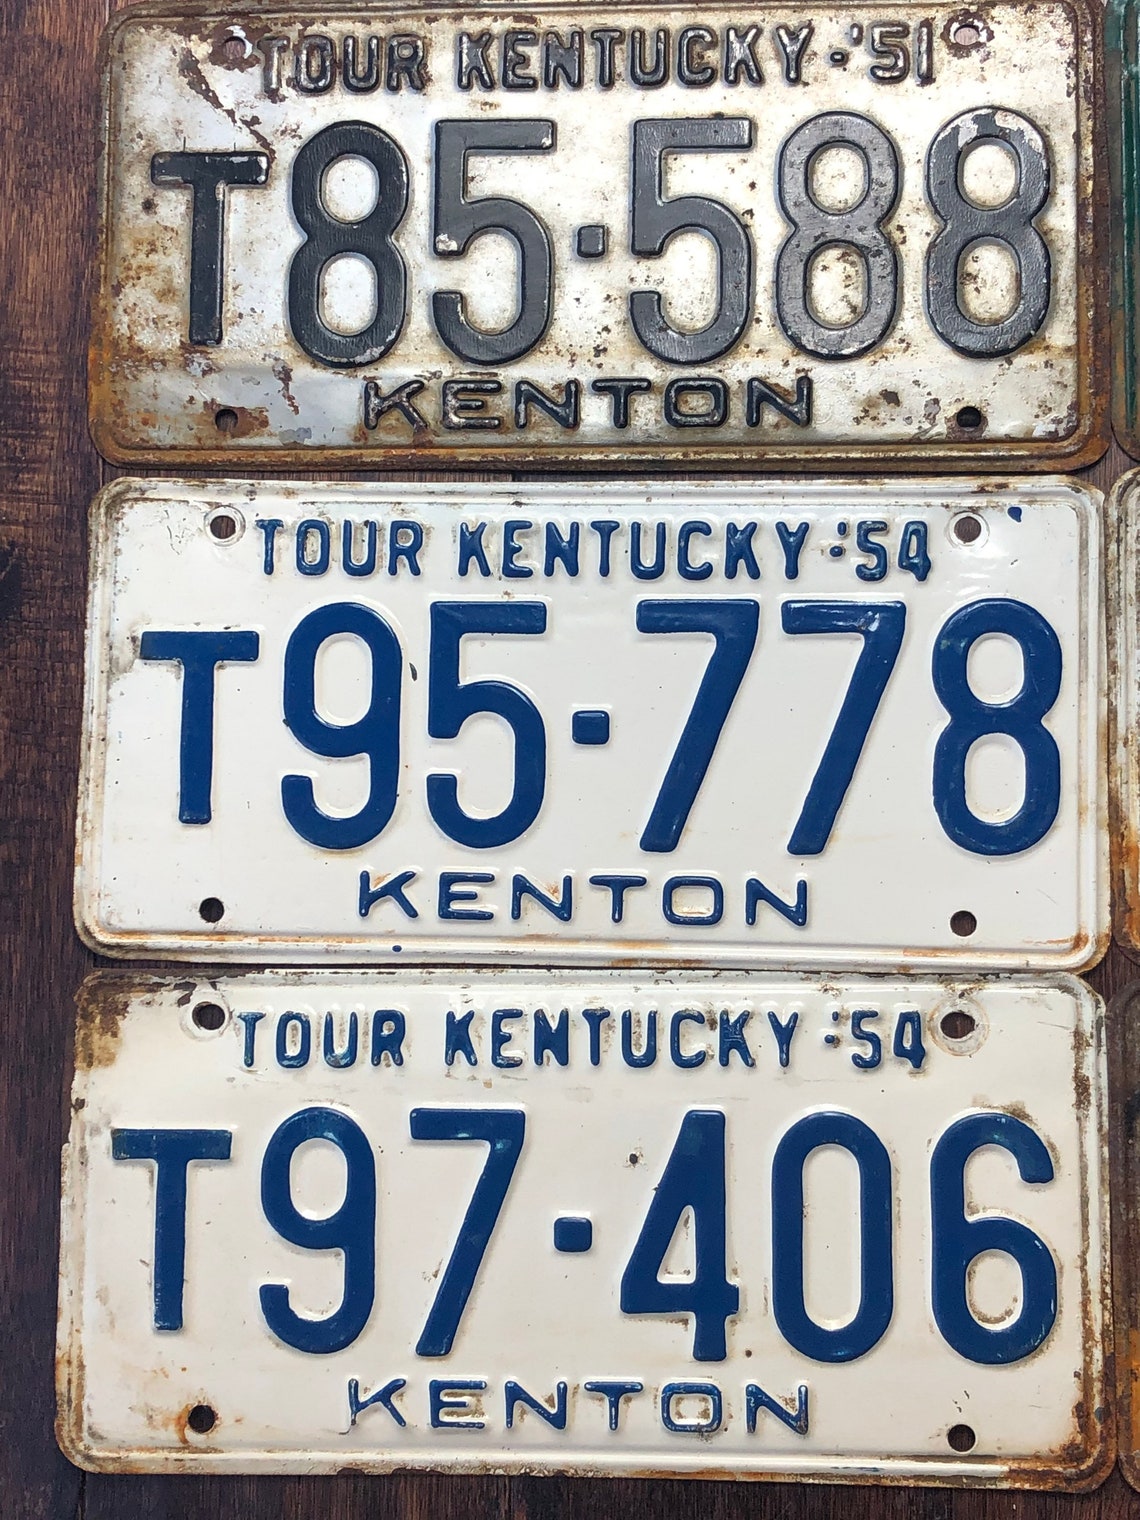 TOUR KENTUCKY-'51
T85-588
KENTON
TOUR KENTUCKY-'54
T95-778
KENTON
TOUR KENTUCKY-'54
T97-406
KENTON